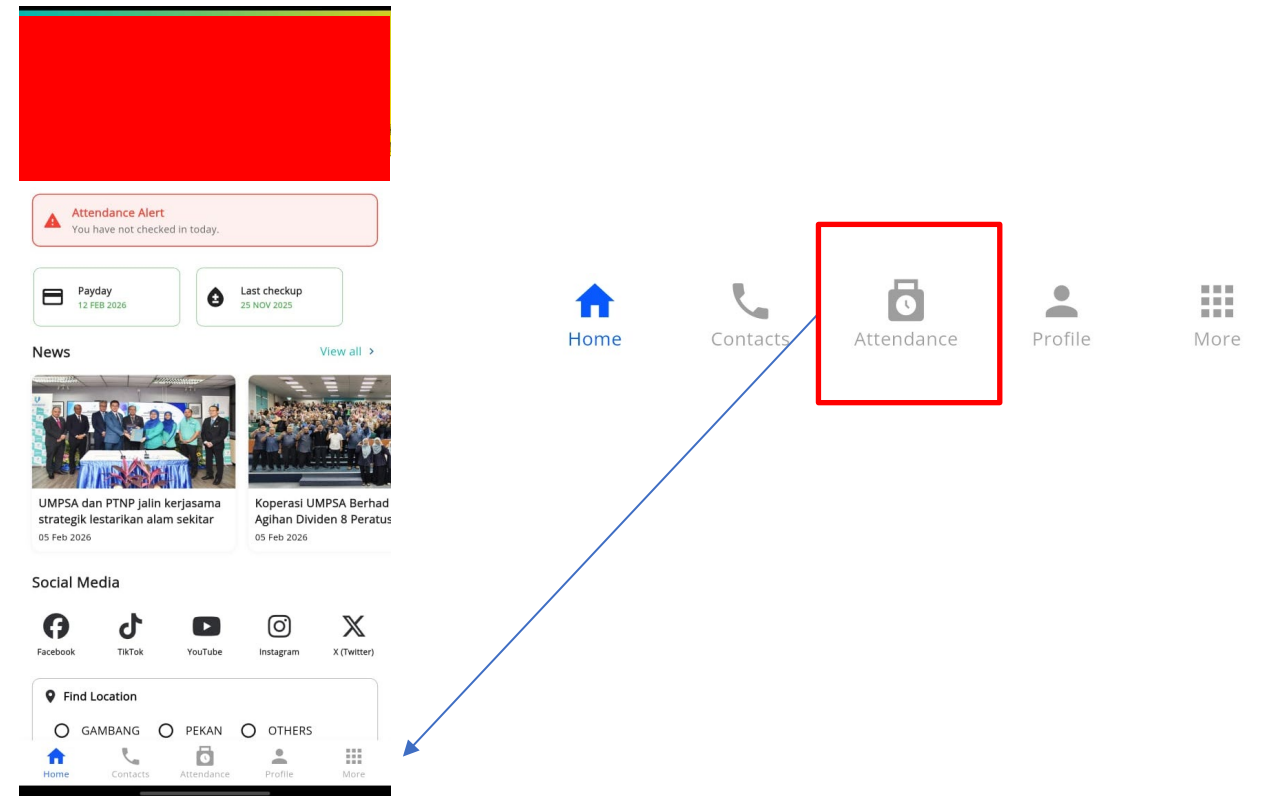 Attendance Alert
You have not checked in today.
Payday
12 FEB 2026
Last checkup
25 NOV 2025
News
View all
UMPSA dan PTNP jalin kerjasama
strategik lestarikan alam sekitar
05 Feb 2026
Koperasi UMPSA Berhad
Agihan Dividen 8 Peratus
05 Feb 2026
Social Media
Facebook
TikTok
YouTube
Instagram
X (Twitter)
Find Location
GAMBANG
PEKAN
OTHERS
Home
Contacts
Attendance
Profile
More
Home
Contacts
Attendance
Profile
More